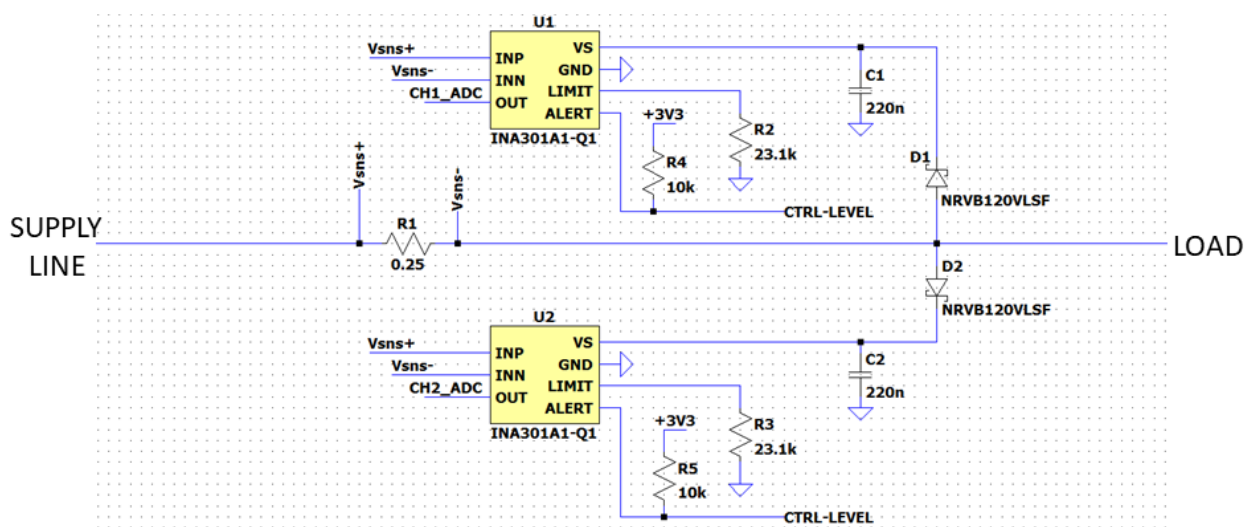 U1
Vsns+
Vsns-
CH1_ADC
INP
INN
OUT
VS
GND
LIMIT
ALERT
INA301A1-Q1
C1
220n
+3V3
R4
10k
R2
23.1k
D1
NRVB120VLSF
CTRL-LEVEL
Vsns+
Vsns-
SUPPLY
LINE
R1
0.25
LOAD
D2
NRVB120VLSF
U2
Vsns+
Vsns-
CH2_ADC
INP
INN
OUT
VS
GND
LIMIT
ALERT
INA301A1-Q1
C2
220n
+3V3
R5
10k
R3
23.1k
CTRL-LEVEL